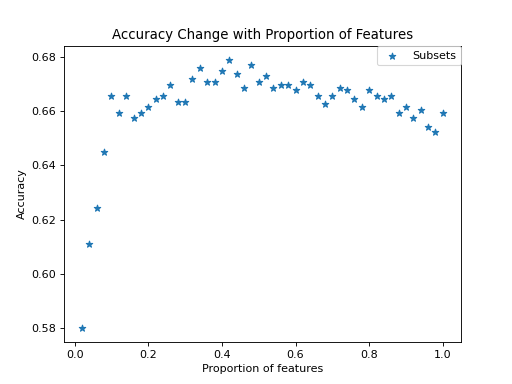 Accuracy Change with Proportion of Features
Subsets
0.68
0.66
0.64
0.62
0.60
0.58
Accuracy
0.0 0.2 0.4 0.6 0.8 1.0
Proportion of features